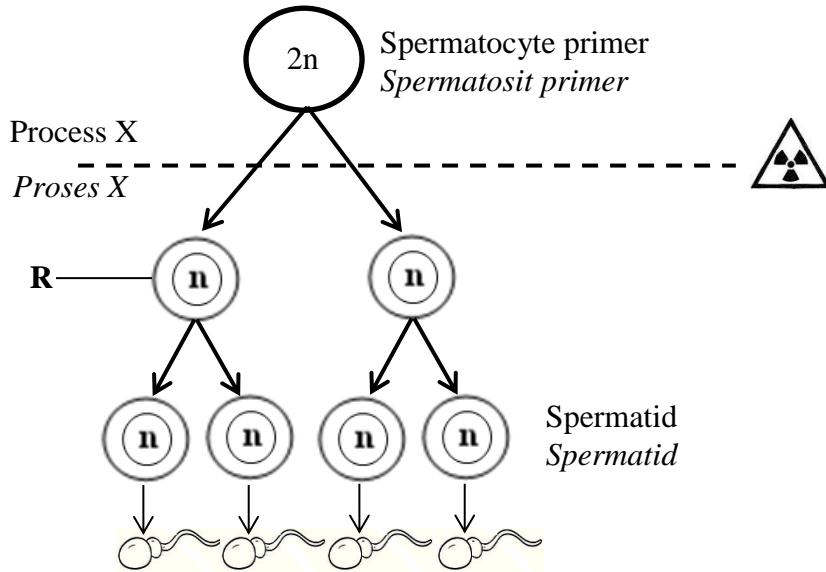 2n
Spermatocyte primer
Spermatosit primer
Process X
Proses X
R
n
n
n
n
n
n
Spermatid
Spermatid